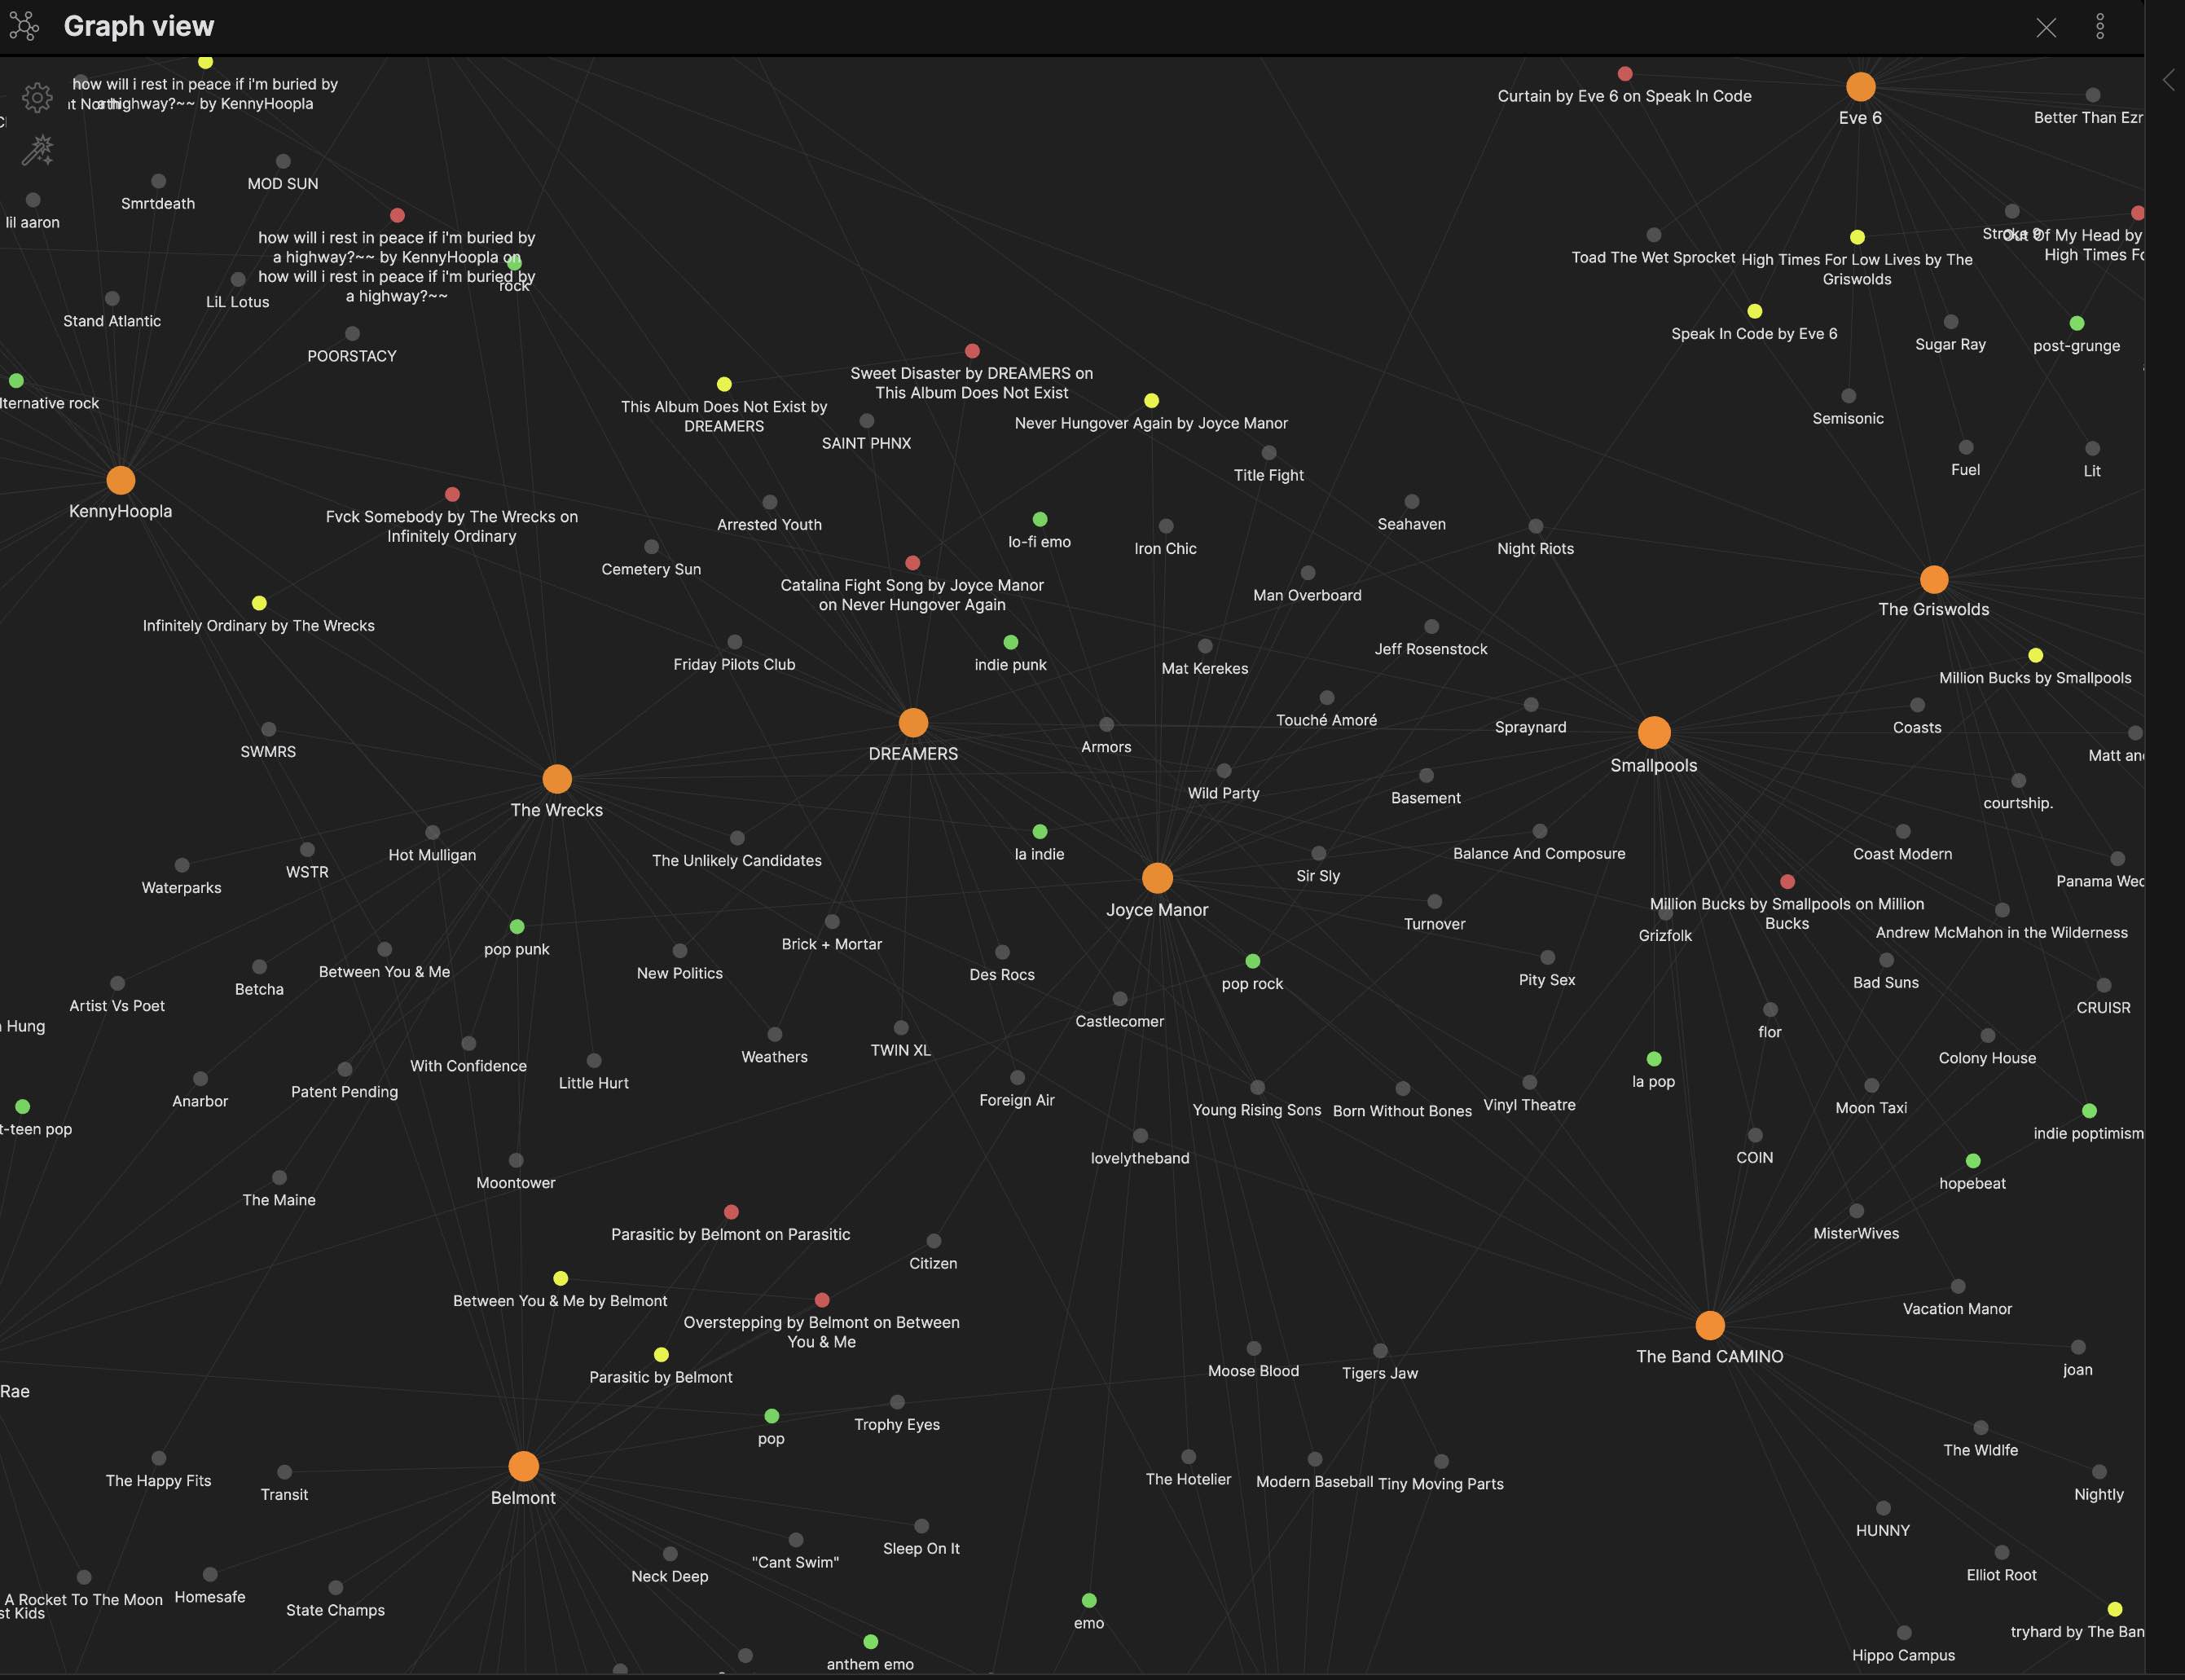 Graph view
how will i rest in peace if i'm buried by
a highway?~~ by KennyHoopla
Curtain by Eve 6 on Speak In Code
Eve 6
Better Than Ezr
MOD SUN
Smrtdeath
lil aaron
how will i rest in peace if i'm buried by
a highway?~~ by KennyHoopla on
how will i rest in peace if i'm buried by
a highway?~~
rock
LiL Lotus
Stand Atlantic
POORSTACY
Toad The Wet Sprocket
High Times For Low Lives by The
Griswolds
Stroke 9
Out Of My Head by
High Times Fo
Speak In Code by Eve 6
Sugar Ray
post-grunge
lternative rock
This Album Does Not Exist by
DREAMERS
Sweet Disaster by DREAMERS on
This Album Does Not Exist
SAINT PHNX
Never Hungover Again by Joyce Manor
Semisonic
Title Fight
Fuel
Lit
KennyHoopla
Fvck Somebody by The Wrecks on
Infinitely Ordinary
Arrested Youth
lo-fi emo
Iron Chic
Seahaven
Night Riots
Cemetery Sun
Catalina Fight Song by Joyce Manor
on Never Hungover Again
Man Overboard
The Griswolds
Infinitely Ordinary by The Wrecks
Friday Pilots Club
indie punk
Mat Kerekes
Jeff Rosenstock
Million Bucks by Smallpools
SWMRS
DREAMERS
Armors
Touché Amoré
Spraynard
Coasts
Matt an
The Wrecks
Smallpools
Wild Party
Basement
courtship.
Hot Mulligan
WSTR
Waterparks
The Unlikely Candidates
la indie
Sir Sly
Balance And Composure
Coast Modern
Panama Wed
Joyce Manor
Turnover
Million Bucks by Smallpools on Million
Bucks
Grizfolk
Andrew McMahon in the Wilderness
pop punk
Between You & Me
Betcha
Artist Vs Poet
New Politics
Brick + Mortar
Des Rocs
pop rock
Pity Sex
Bad Suns
CRUISR
Hung
Castlecomer
flor
With Confidence
Little Hurt
Weathers
TWIN XL
Colony House
Anarbor
Patent Pending
Foreign Air
Young Rising Sons
Born Without Bones
Vinyl Theatre
la pop
Moon Taxi
t-teen pop
indie poptimism
lovelytheband
COIN
hopebeat
Moontower
The Maine
MisterWives
Parasitic by Belmont on Parasitic
Citizen
Between You & Me by Belmont
Overstepping by Belmont on Between
You & Me
Vacation Manor
Parasitic by Belmont
The Band CAMINO
Moose Blood
Tigers Jaw
joan
Rae
pop
Trophy Eyes
The Wldlfe
The Happy Fits
Transit
Belmont
The Hotelier
Modern Baseball
Tiny Moving Parts
Nightly
HUNNY
Neck Deep
"Cant Swim"
Sleep On It
Elliot Root
A Rocket To The Moon
st Kids
Homesafe
State Champs
emo
tryhard by The Ban
anthem emo
Hippo Campus